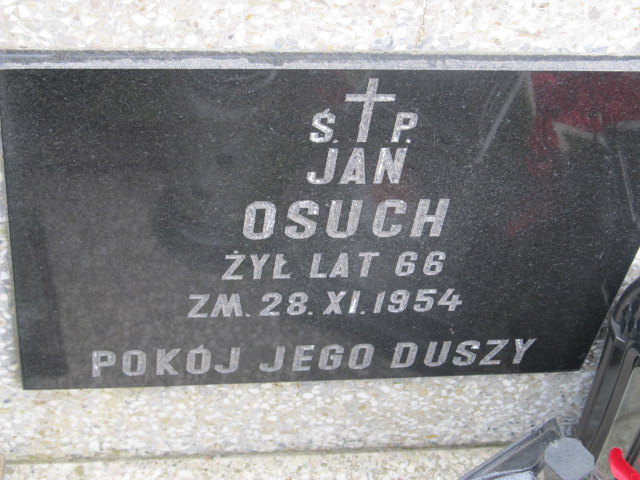 Ś. P.
JAN
OSUCH
ŻYŁ LAT 66
ZM. 28. XI. 1954
POKÓJ JEGO DUSZY